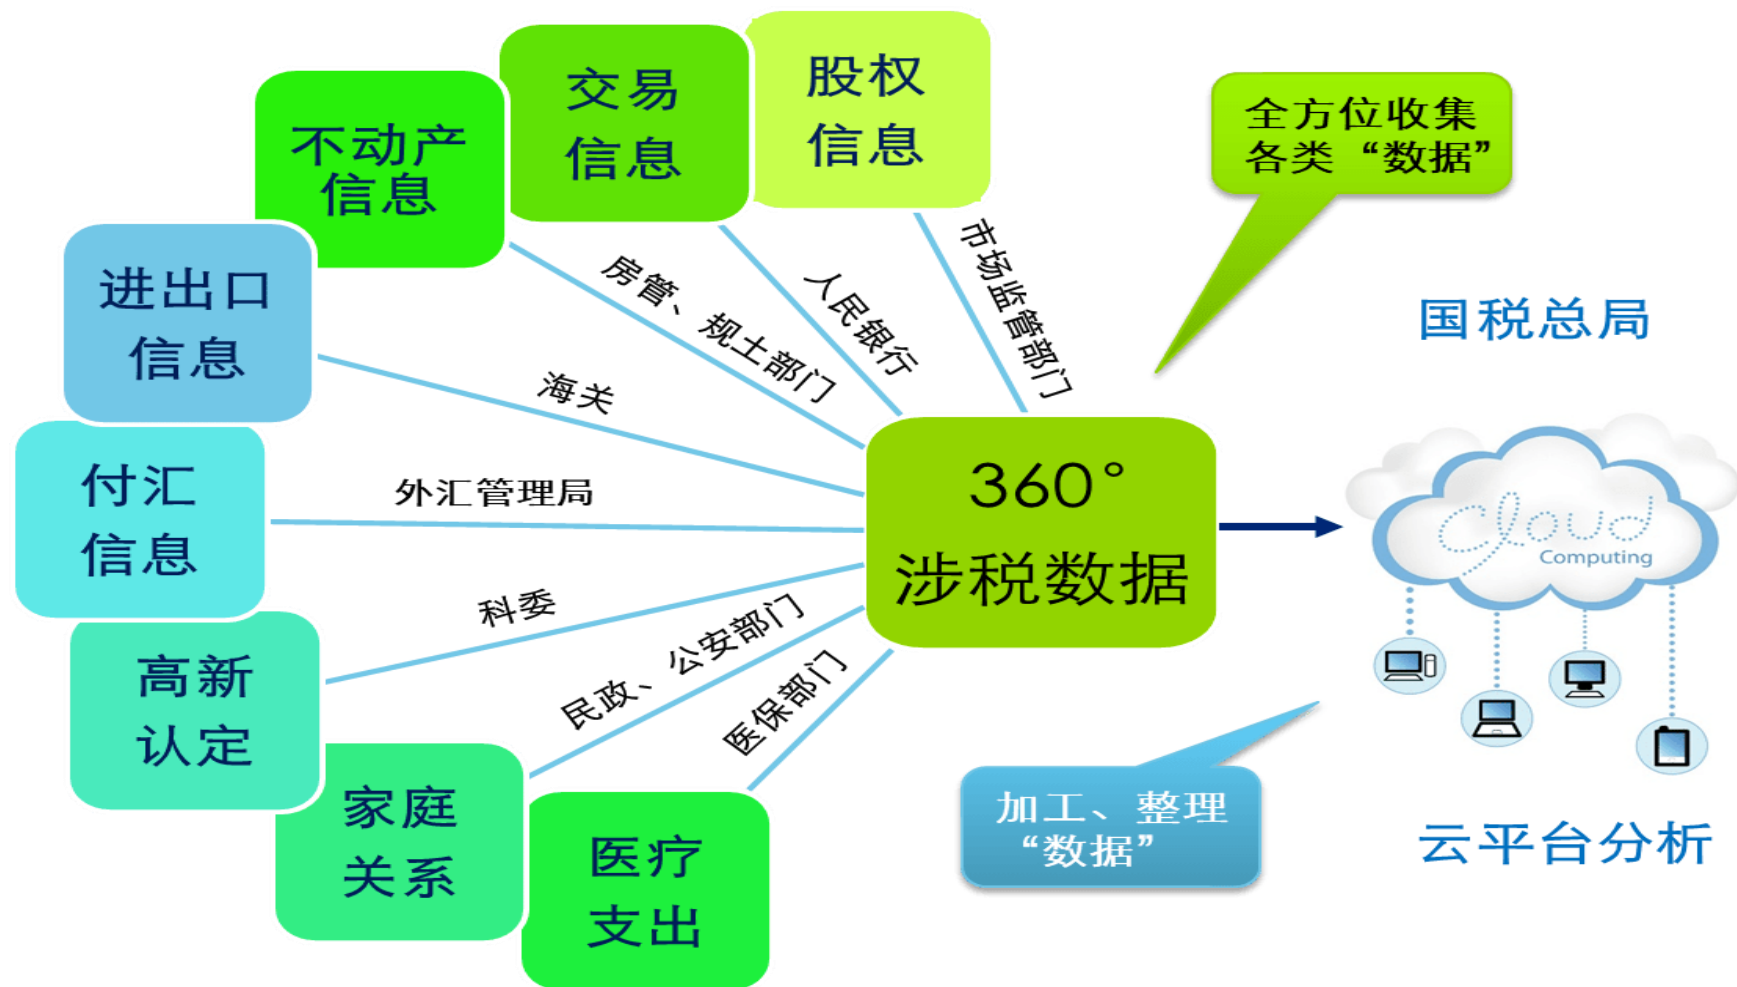 股权
信息
交易
信息
不动产
信息
进出口
信息
付汇
信息
高新
认定
家庭
关系
医疗
支出
市场监管部门
人民银行
房管、规土部门
海关
外汇管理局
科委
民政、公安部门
医保部门
360°
涉税数据
全方位收集
各类“数据”
国税总局
Cloud
Computing
加工、整理
“数据”
云平台分析